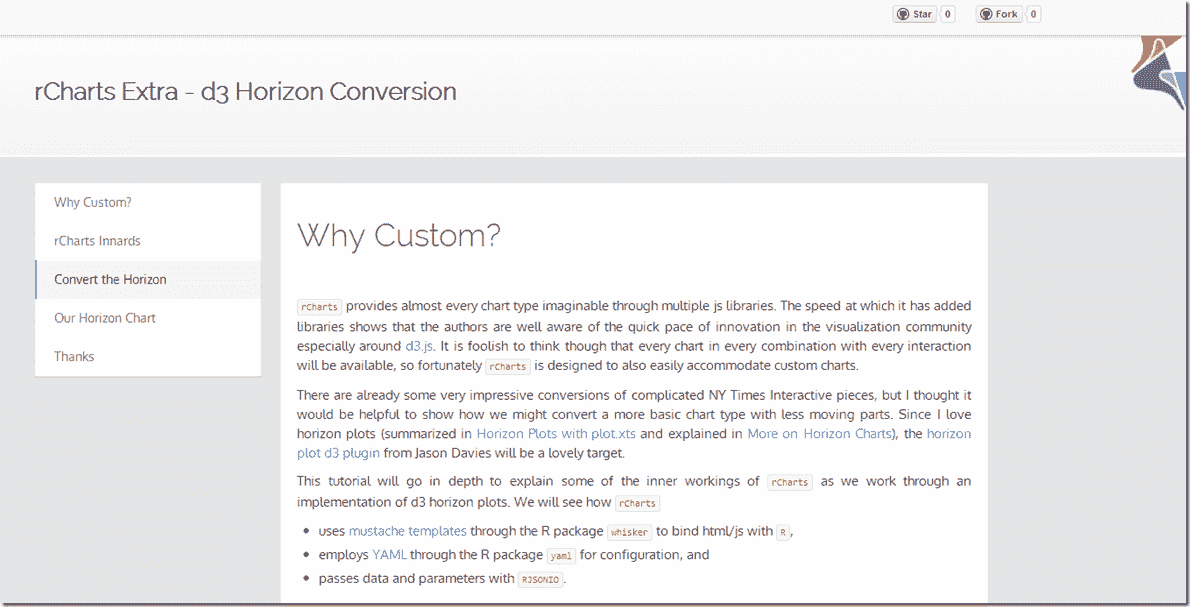 Star 0 Fork 0
rCharts Extra - d3 Horizon Conversion
Why Custom?
rCharts Innards
Convert the Horizon
Our Horizon Chart
Thanks
Why Custom?
rCharts provides almost every chart type imaginable through multiple js libraries. The speed at which it has added
libraries shows that the authors are well aware of the quick pace of innovation in the visualization community
especially around d3.js. It is foolish to think though that every chart in every combination with every interaction
will be available, so fortunately rCharts is designed to also easily accommodate custom charts.
There are already some very impressive conversions of complicated NY Times Interactive pieces, but I thought it
would be helpful to show how we might convert a more basic chart type with less moving parts. Since I love
horizon plots (summarized in Horizon Plots with plot.xts and explained in More on Horizon Charts), the horizon
plot d3 plugin from Jason Davies will be a lovely target.
This tutorial will go in depth to explain some of the inner workings of rCharts as we work through an
implementation of d3 horizon plots. We will see how rCharts
• uses mustache templates through the R package whisker to bind html/js with R,
• employs YAML through the R package yaml for configuration, and
• passes data and parameters with RJSONIO.